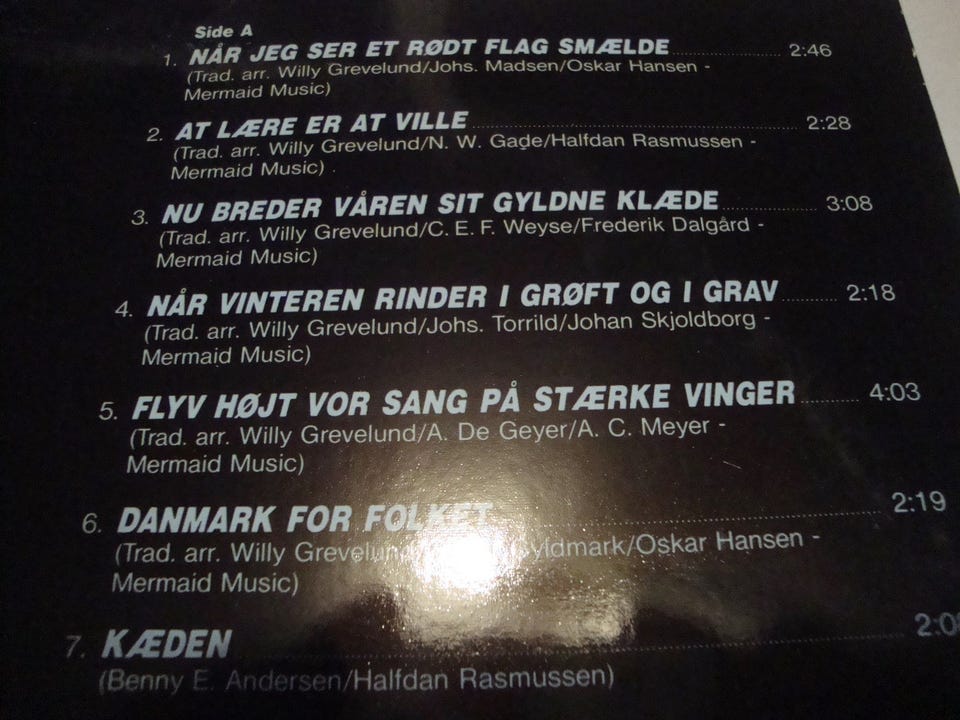 Side A
1. NÅR JEG SER ET RØDT FLAG SMÆLDE 2:46
(Trad. arr. Willy Grevelund/Johs. Madsen/Oskar Hansen -
Mermaid Music)
2. AT LÆRE ER AT VILLE 2:28
(Trad. arr. Willy Grevelund/N. W. Gade/Halfdan Rasmussen -
Mermaid Music)
3. NU BREDER VÅREN SIT GYLDNE KLÆDE 3:08
(Trad. arr. Willy Grevelund/C. E. F. Weyse/Frederik Dalgård -
Mermaid Music)
4. NÅR VINTEREN RINDER I GRØFT OG I GRAV 2:18
(Trad. arr. Willy Grevelund/Johs. Torrild/Johan Skjoldborg -
Mermaid Music)
5. FLYV HØJT VOR SANG PÅ STÆRKE VINGER 4:03
(Trad. arr. Willy Grevelund/A. De Geyer/A. C. Meyer -
Mermaid Music)
6. DANMARK FOR FOLKET 2:19
(Trad. arr. Willy Grevelund/Oskar Hansen -
Mermaid Music)
7. KÆDEN
(Benny E. Andersen/Halfdan Rasmussen)